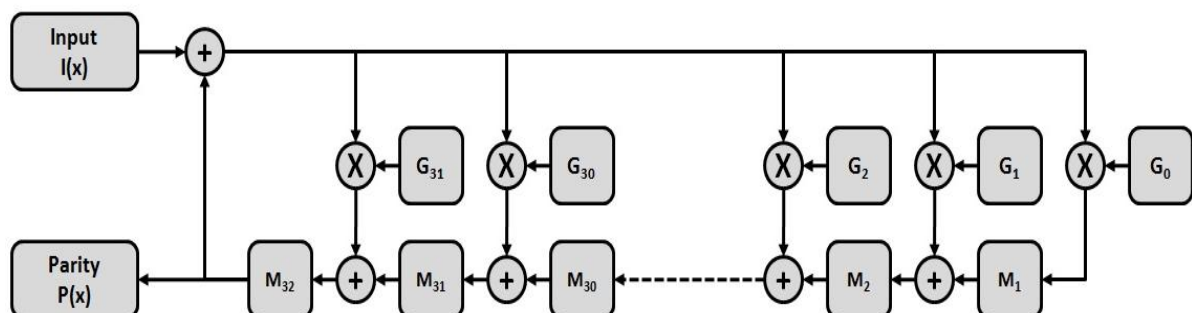 Input
I(x)
+
X G₃₁ X G₃₀ X G₂ X G₁ X G₀
Parity
P(x)
M₃₂ + M₃₁ + M₃₀ + M₂ + M₁